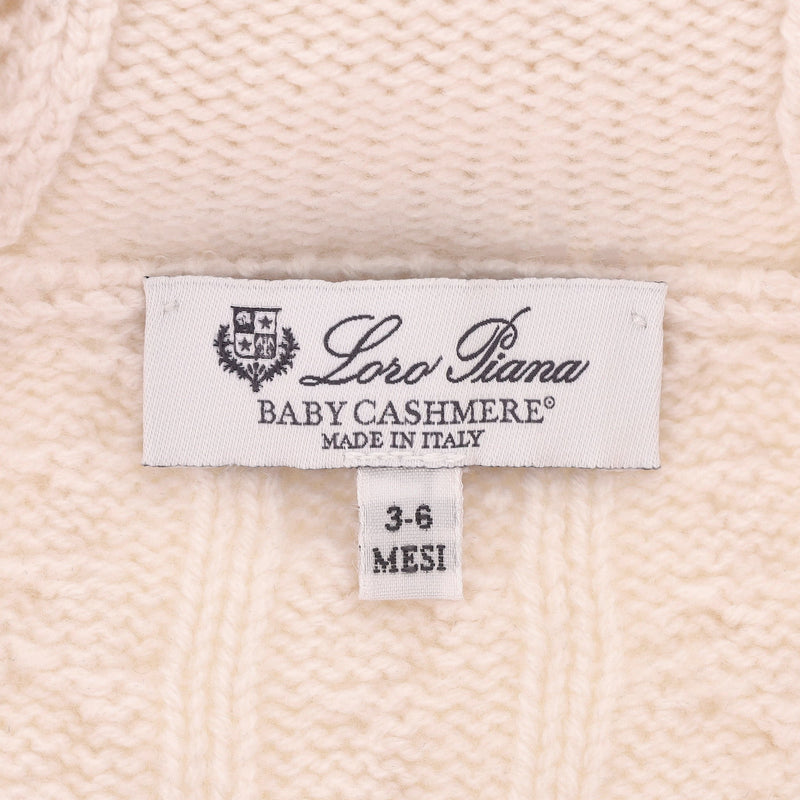 Loro Piana
BABY CASHMERE®
MADE IN ITALY
3-6
MESI